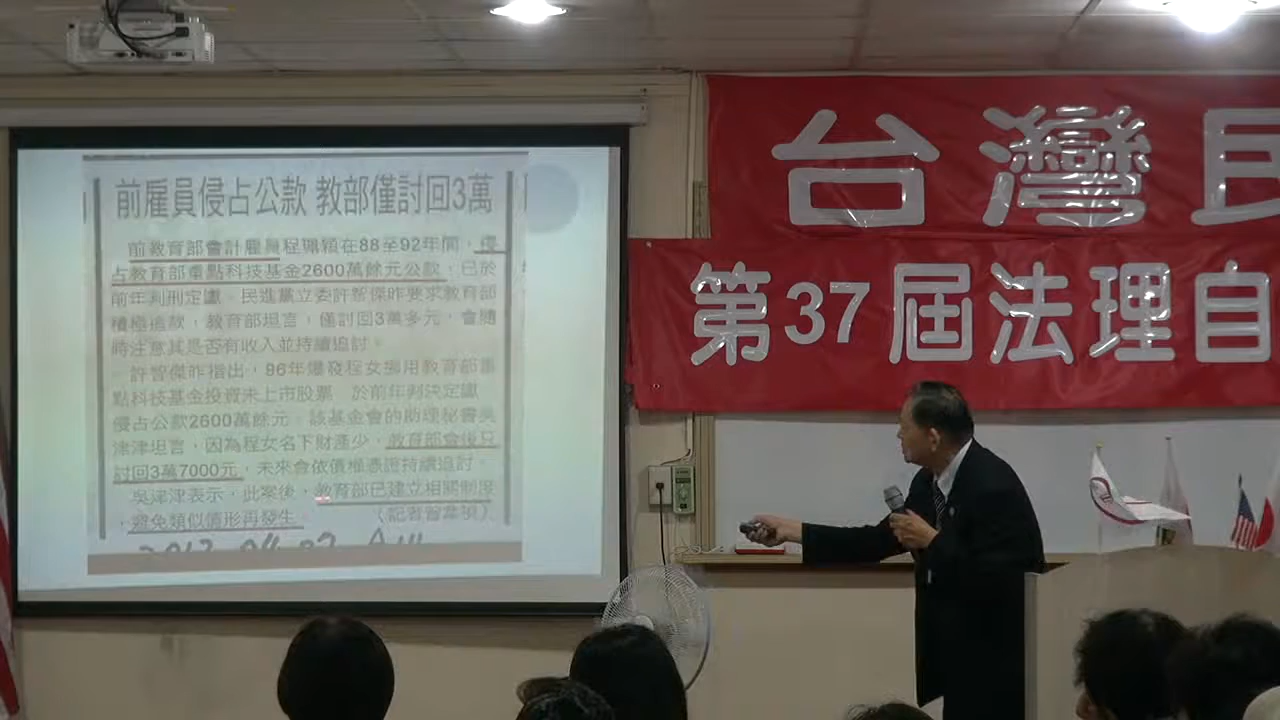 前雇員侵占公款 教部僅討回3萬
前教育部會計雇員程珮穎在88至92年間，侵
占教育部重點科技基金2600萬餘元公款，已於
前年判刑定讞。民進黨立委許智傑昨要求教育部
積極追款，教育部坦言，僅討回3萬多元，會隨
時注意其是否有收入並持續追討。
許智傑昨指出，96年爆發程女挪用教育部重
點科技基金投資未上市股票，於前年判決定讞
侵占公款2600萬餘元。該基金會的助理秘書吳
津津坦言，因為程女名下財產少，教育部會後只
討回3萬7000元，未來會依債權憑證持續追討。
吳津津表示，此案後，教育部已建立相關制度
，避免類似情形再發生。
台灣民
第37屆法理自